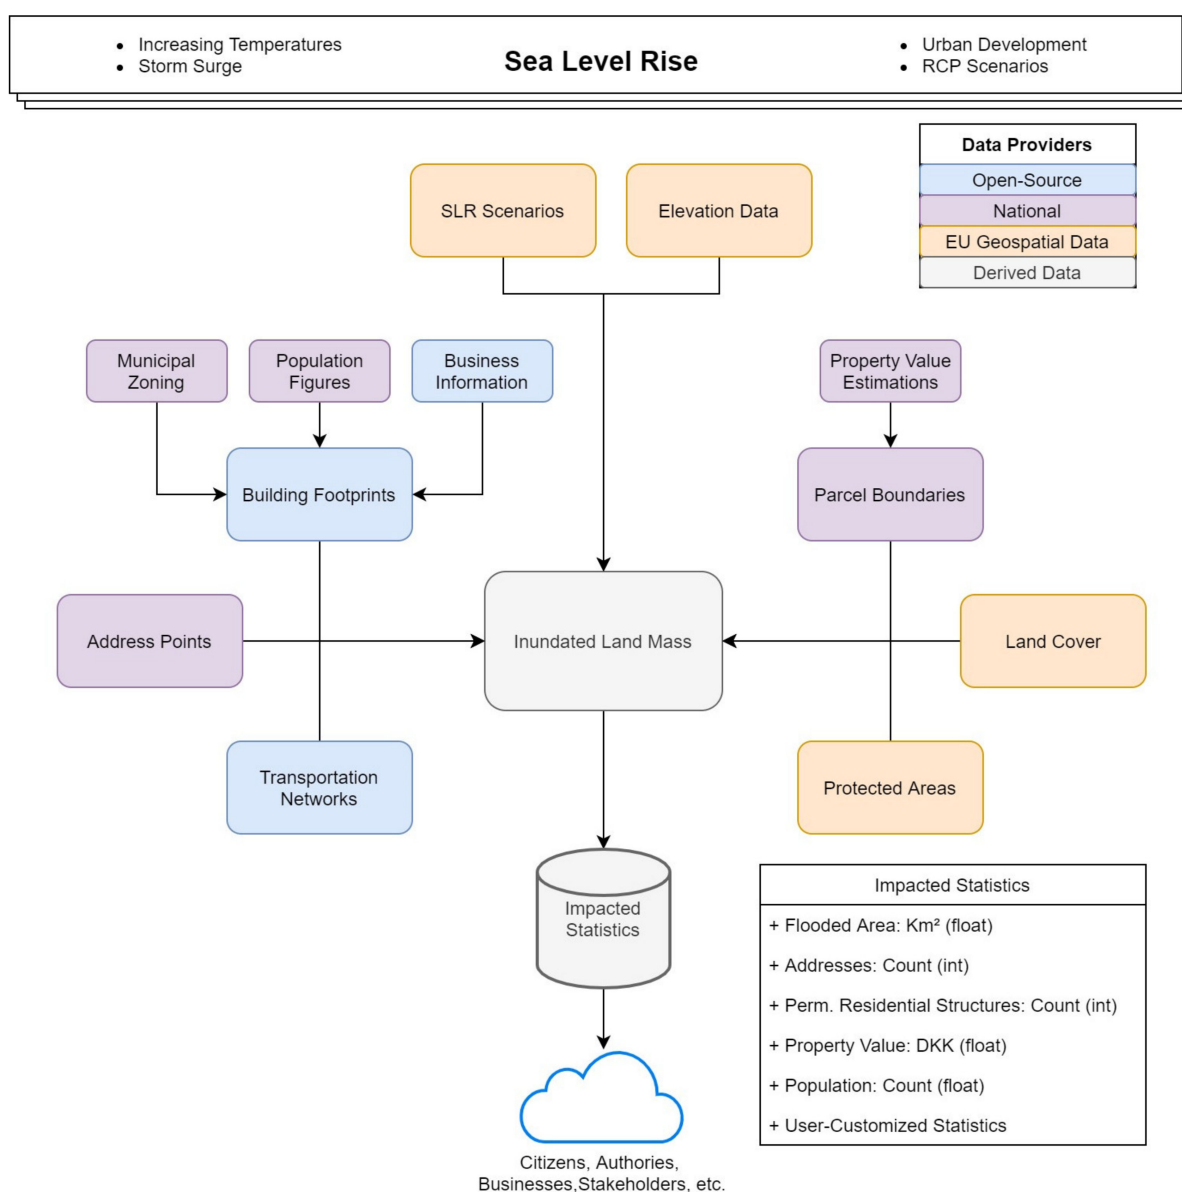 • Increasing Temperatures
• Storm Surge
Sea Level Rise
• Urban Development
• RCP Scenarios
Data Providers
Open-Source
National
EU Geospatial Data
Derived Data
SLR Scenarios
Elevation Data
Municipal
Zoning
Population
Figures
Business
Information
Property Value
Estimations
Building Footprints
Parcel Boundaries
Address Points
Inundated Land Mass
Land Cover
Transportation
Networks
Protected Areas
Impacted
Statistics
Impacted Statistics
+ Flooded Area: Km² (float)
+ Addresses: Count (int)
+ Perm. Residential Structures: Count (int)
+ Property Value: DKK (float)
+ Population: Count (float)
+ User-Customized Statistics
Citizens, Authories,
Businesses,Stakeholders, etc.